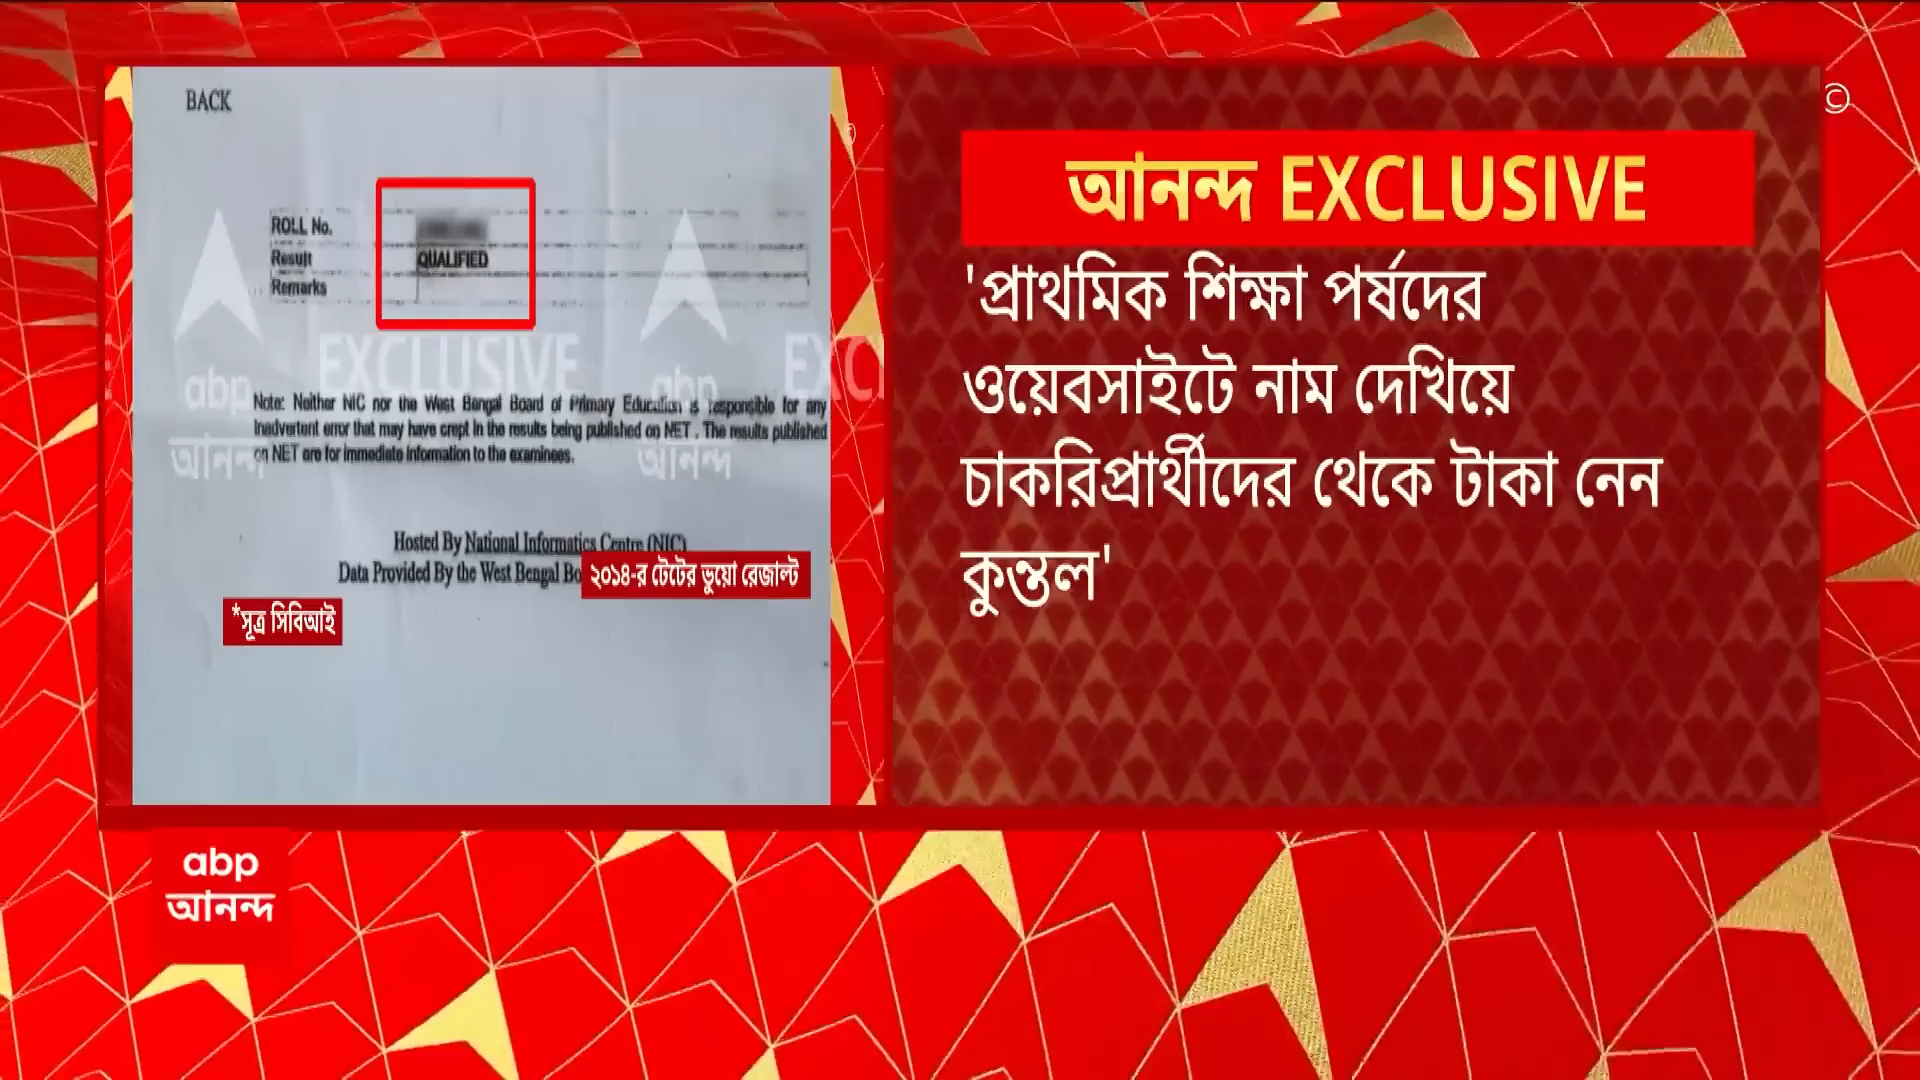 BACK
ROLL No.
Result QUALIFIED
Remarks
abp EXCLUSIVE abp EXC
আনন্দ আনন্দ
Note: Neither NIC nor the West Bengal Board of Primary Education is responsible for any
inadvertent error that may have crept in the results being published on NET . The results published
on NET are for immediate information to the examinees.
Hosted By National Informatics Centre (NIC)
Data Provided By the West Bengal Bo
২০১৪-র টেটের ভুয়ো রেজাল্ট
*সূত্র সিবিআই
আনন্দ EXCLUSIVE
'প্রাথমিক শিক্ষা পর্ষদের
ওয়েবসাইটে নাম দেখিয়ে
চাকরিপ্রার্থীদের থেকে টাকা নেন
কুন্তল'
©
abp
আনন্দ